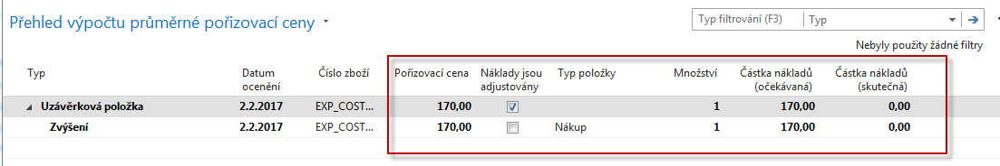 Přehled výpočtu průměrné pořizovací ceny
Typ filtrování (F3) Typ
Nebyly použity žádné filtry
Typ Datum ocenění Číslo zboží Pořizovací cena Náklady jsou adjustovány Typ položky Množství Částka nákladů (očekávaná) Částka nákladů (skutečná)
Uzávěrková položka 2.2.2017 EXP_COST... 170,00 1 170,00 0,00
Zvýšení 2.2.2017 EXP_COST... 170,00 Nákup 1 170,00 0,00